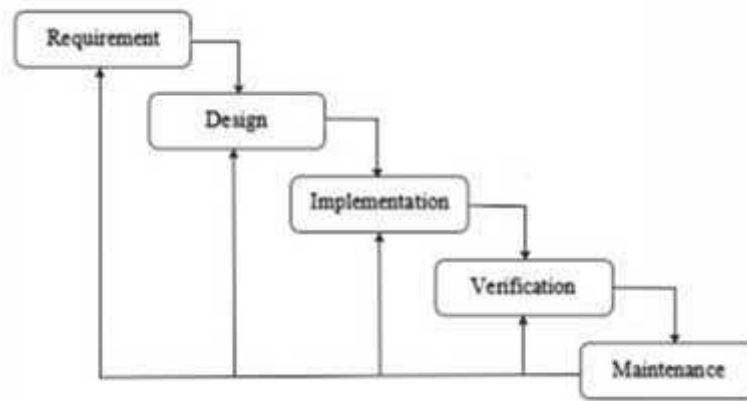 Requirement
Design
Implementation
Verification
Maintenance